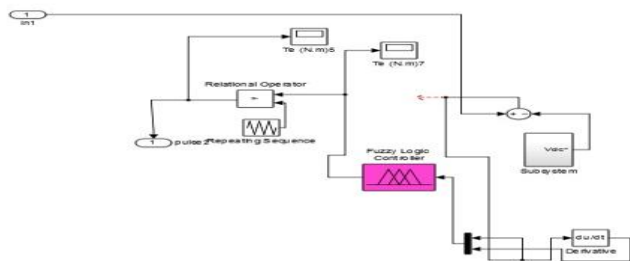 1
In1
Te (N.m)6
Te (N.m)7
Relational Operator
1
pulse2
Repeating Sequence
Fuzzy Logic
Controller
Vdc*
Subsystem
du/dt
Derivative